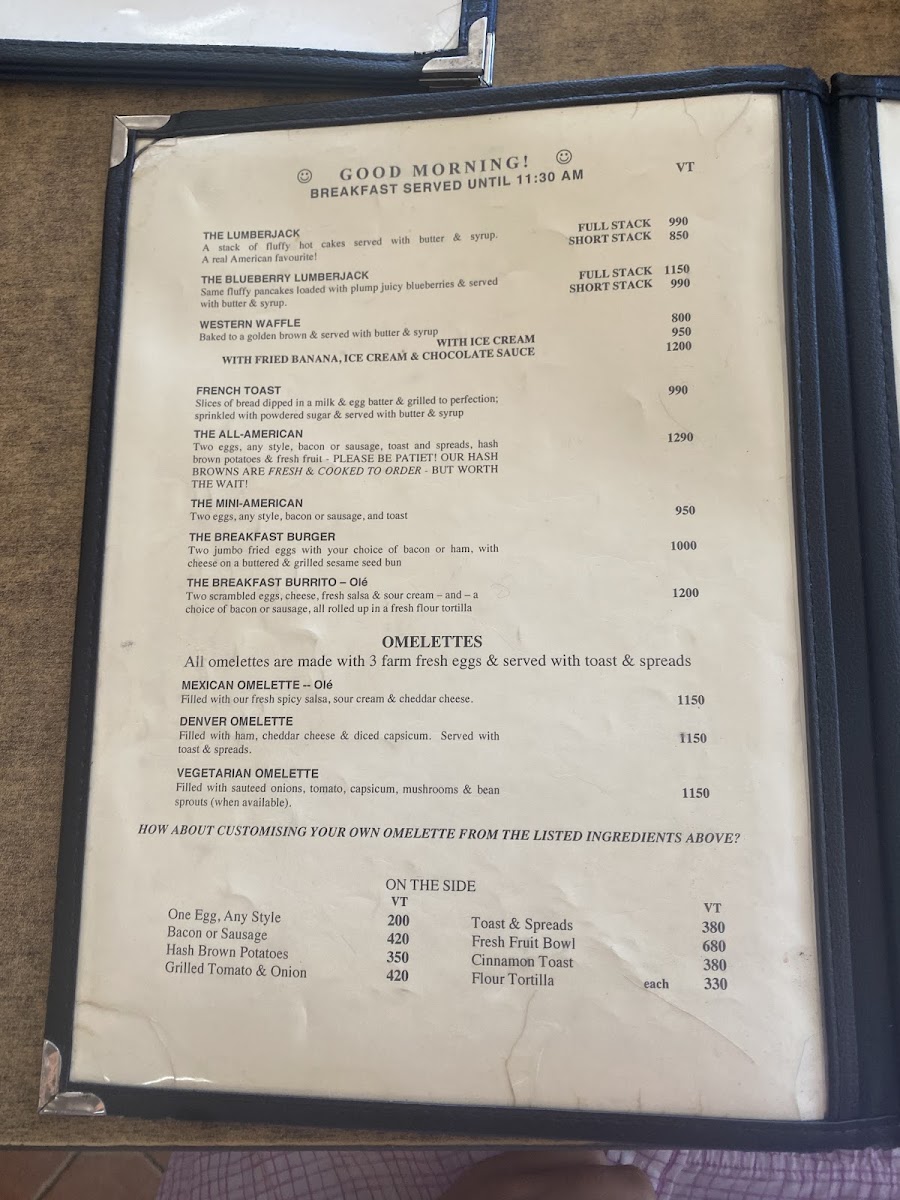 ☺ GOOD MORNING! ☺ VT
BREAKFAST SERVED UNTIL 11:30 AM
THE LUMBERJACK FULL STACK 990
A stack of fluffy hot cakes served with butter & syrup. SHORT STACK 850
A real American favourite!
THE BLUEBERRY LUMBERJACK FULL STACK 1150
Same fluffy pancakes loaded with plump juicy blueberries & served SHORT STACK 990
with butter & syrup.
WESTERN WAFFLE 800
Baked to a golden brown & served with butter & syrup
WITH ICE CREAM 950
WITH FRIED BANANA, ICE CREAM & CHOCOLATE SAUCE 1200
FRENCH TOAST 990
Slices of bread dipped in a milk & egg batter & grilled to perfection;
sprinkled with powdered sugar & served with butter & syrup
THE ALL-AMERICAN 1290
Two eggs, any style, bacon or sausage, toast and spreads, hash
brown potatoes & fresh fruit - PLEASE BE PATIET! OUR HASH
BROWNS ARE FRESH & COOKED TO ORDER - BUT WORTH
THE WAIT!
THE MINI-AMERICAN
Two eggs, any style, bacon or sausage, and toast 950
THE BREAKFAST BURGER
Two jumbo fried eggs with your choice of bacon or ham, with 1000
cheese on a buttered & grilled sesame seed bun
THE BREAKFAST BURRITO – Olé
Two scrambled eggs, cheese, fresh salsa & sour cream – and – a 1200
choice of bacon or sausage, all rolled up in a fresh flour tortilla
OMELETTES
All omelettes are made with 3 farm fresh eggs & served with toast & spreads
MEXICAN OMELETTE -- Olé
Filled with our fresh spicy salsa, sour cream & cheddar cheese. 1150
DENVER OMELETTE
Filled with ham, cheddar cheese & diced capsicum. Served with 1150
toast & spreads.
VEGETARIAN OMELETTE
Filled with sauteed onions, tomato, capsicum, mushrooms & bean 1150
sprouts (when available).
HOW ABOUT CUSTOMISING YOUR OWN OMELETTE FROM THE LISTED INGREDIENTS ABOVE?
ON THE SIDE
VT
One Egg, Any Style 200
Bacon or Sausage 420
Hash Brown Potatoes 350
Grilled Tomato & Onion 420
VT
Toast & Spreads 380
Fresh Fruit Bowl 680
Cinnamon Toast 380
Flour Tortilla each 330